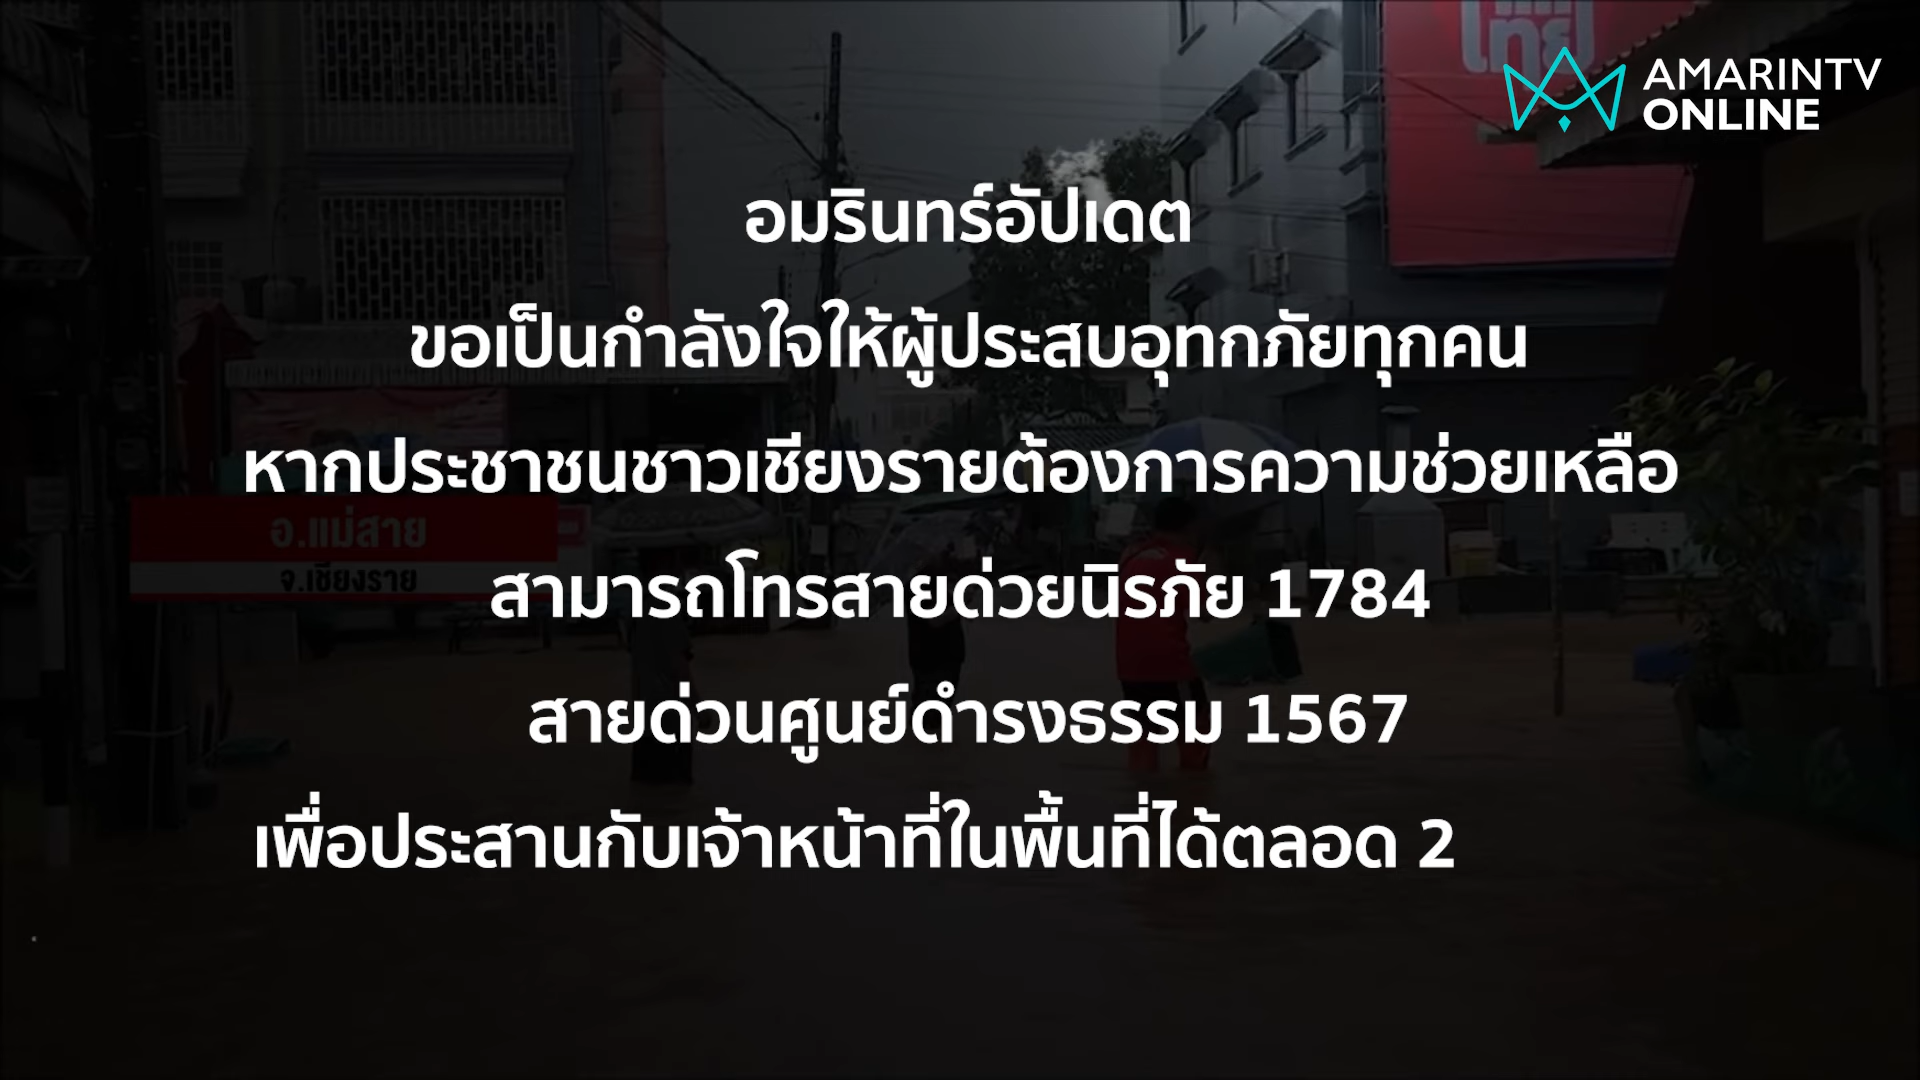 AMARINTV
ONLINE
อมรินทร์อัปเดต
ขอเป็นกำลังใจให้ผู้ประสบอุทกภัยทุกคน
หากประชาชนชาวเชียงรายต้องการความช่วยเหลือ
อ.แม่สาย
จ.เชียงราย
สามารถโทรสายด่วยนิรภัย 1784
สายด่วนศูนย์ดำรงธรรม 1567
เพื่อประสานกับเจ้าหน้าที่ในพื้นที่ได้ตลอด 2